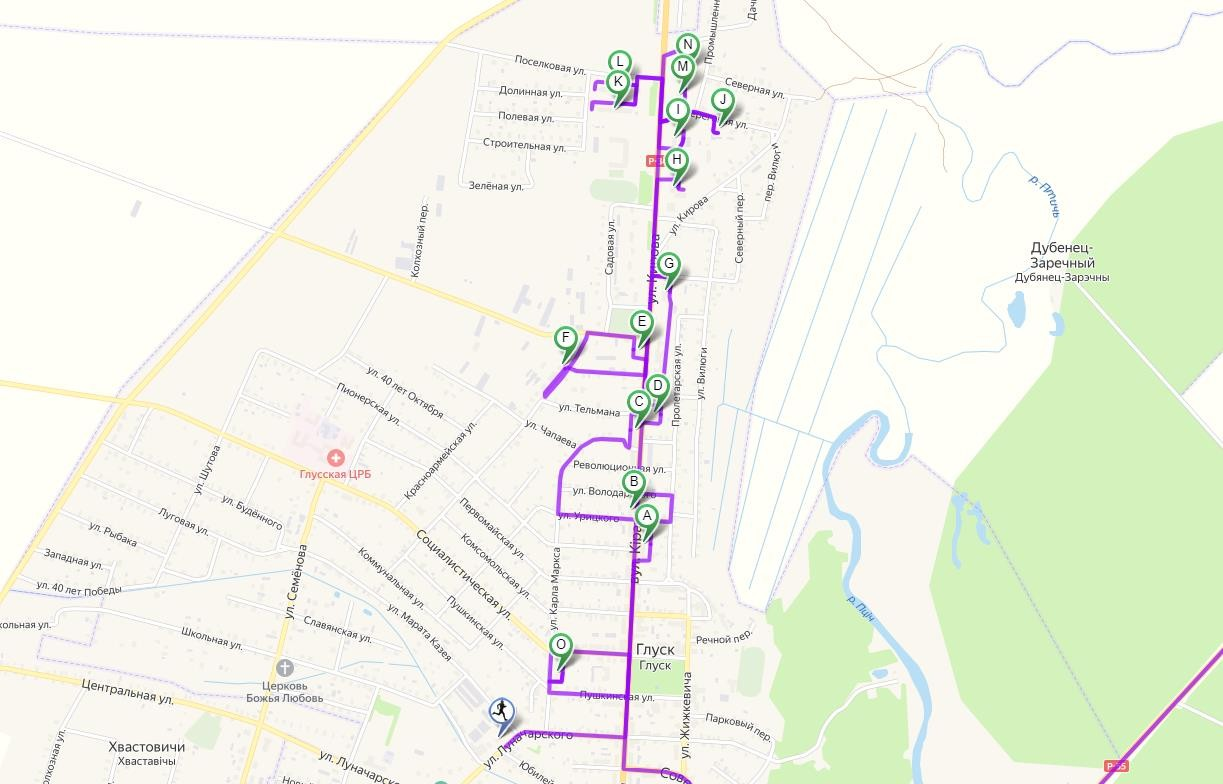 N
L
M
K
J
I
H
G
E
F
D
C
B
A
O
Поселковая ул.
Долинная ул.
Полевая ул.
Строительная ул.
Зелёная ул.
Северная ул.
пер. Вилюги
ул. Кирова
Северный пер.
Садовая ул.
Колхозный пер.
р. Птичь
Дубенец-
Заречный
Дубянец-Зарэчны
ул. 40 лет Октября
Пионерская ул.
ул. Тельмана
ул. Чапаева
Пролетарская ул.
ул. Вилюги
Красноармейская ул.
Революционная ул.
ул. Урицкого
Глусская ЦРБ
ул. Шутова
ул. Будённого
Луговая ул.
ул. Рыбака
Западная ул.
ул. 40 лет Победы
Первомайская ул.
Комсомольская ул.
Социалистическая ул.
Коммунальная ул.
ул. Марата Казея
Пушкинская ул.
ул. Карла Маркса
ул. Семёнова
Славянская ул.
Школьная ул.
Церковь
Божья Любовь
Центральная ул.
Хвастовичи
Хваставічы
Глуск
Глуск
Речной пер.
Пушкинская ул.
Парковый пер.
ул. Жижкевича
р. Пціч